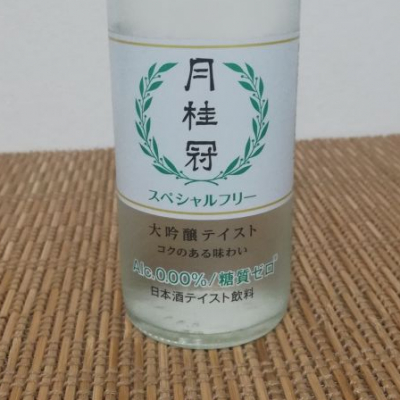 月桂冠
スペシャルフリー
大吟醸テイスト
コクのある味わい
Alc.0.00%/糖質ゼロ
日本酒テイスト飲料